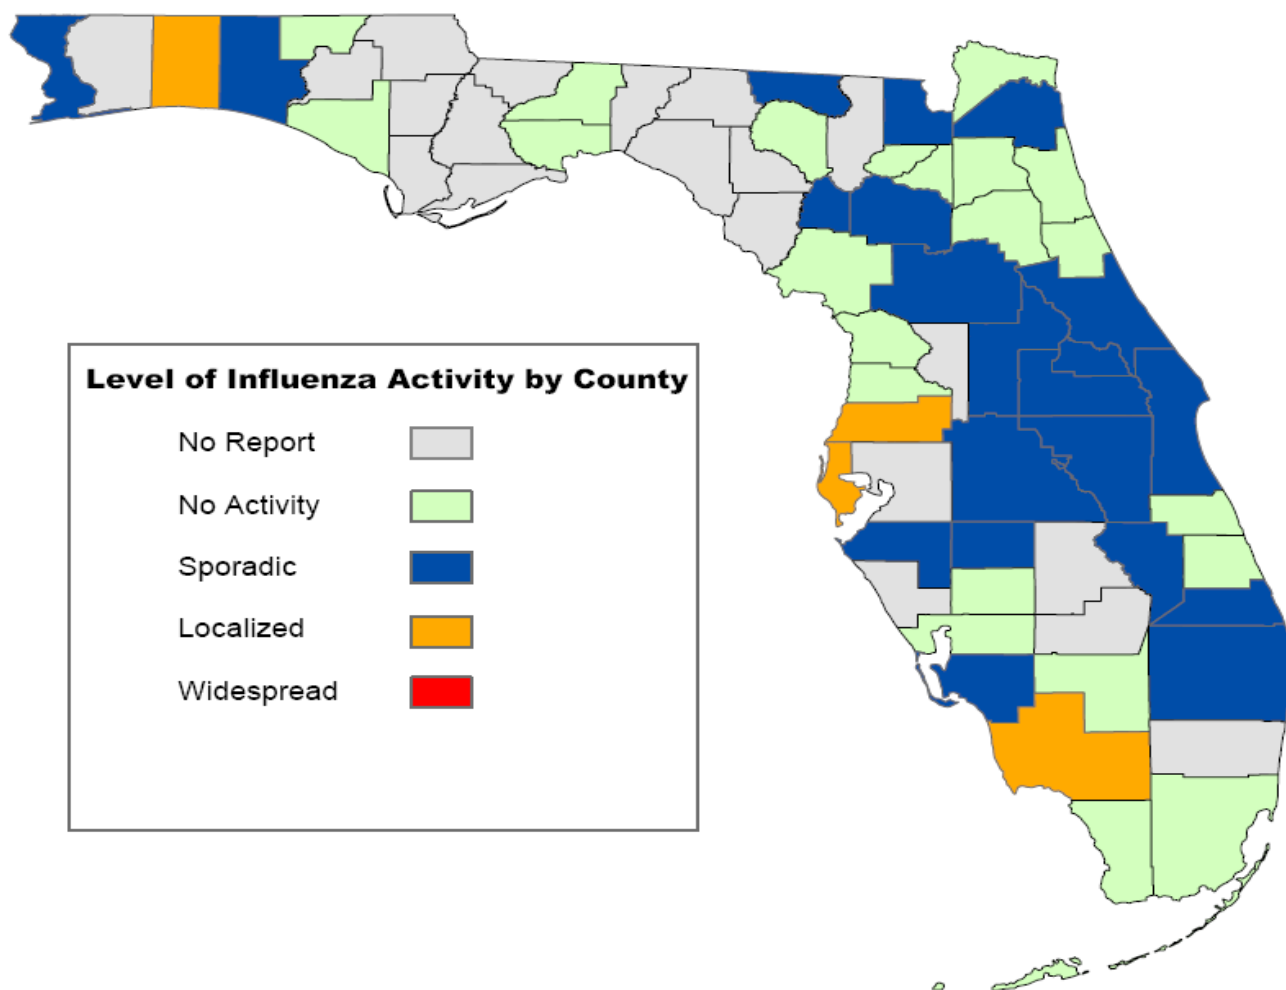 Level of Influenza Activity by County
No Report
No Activity
Sporadic
Localized
Widespread